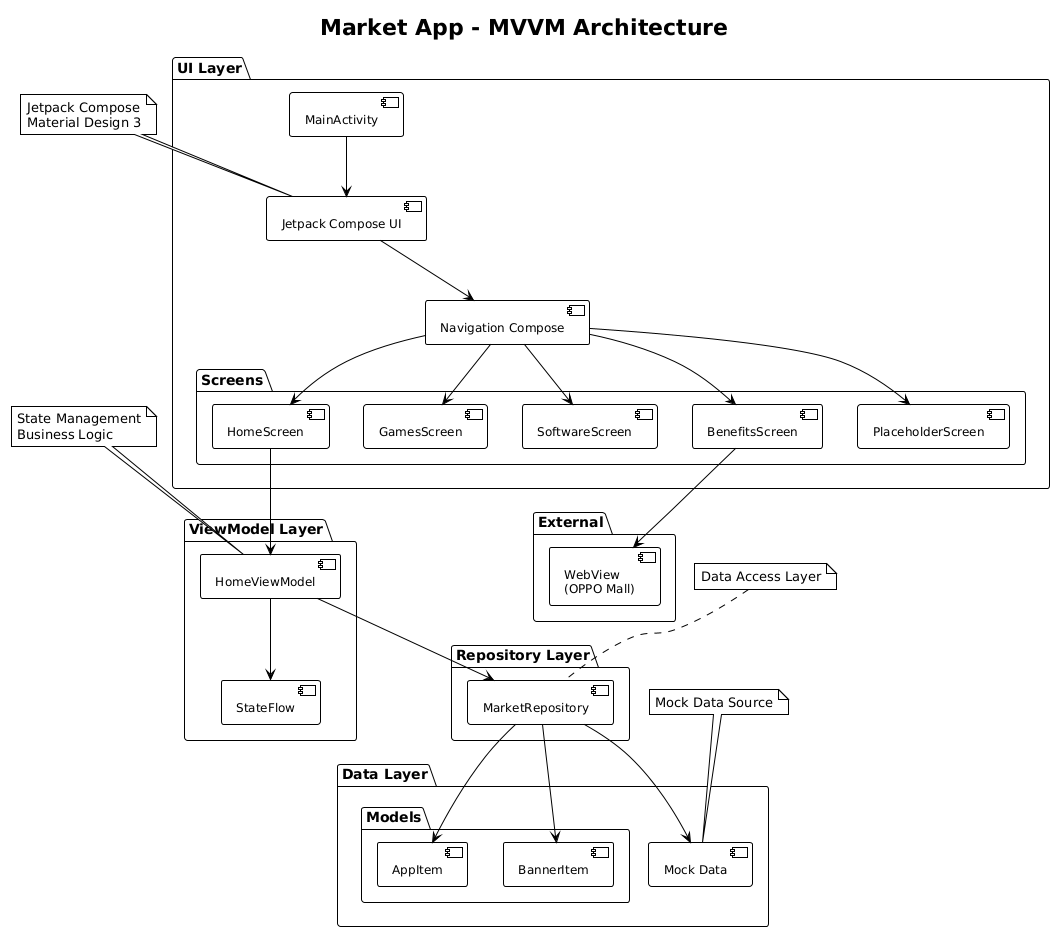 Market App - MVVM Architecture
UI Layer
Jetpack Compose
Material Design 3
MainActivity
Jetpack Compose UI
Navigation Compose
Screens
HomeScreen
GamesScreen
SoftwareScreen
BenefitsScreen
PlaceholderScreen
State Management
Business Logic
ViewModel Layer
HomeViewModel
StateFlow
External
WebView
(OPPO Mall)
Data Access Layer
Repository Layer
MarketRepository
Mock Data Source
Data Layer
Models
AppItem
BannerItem
Mock Data